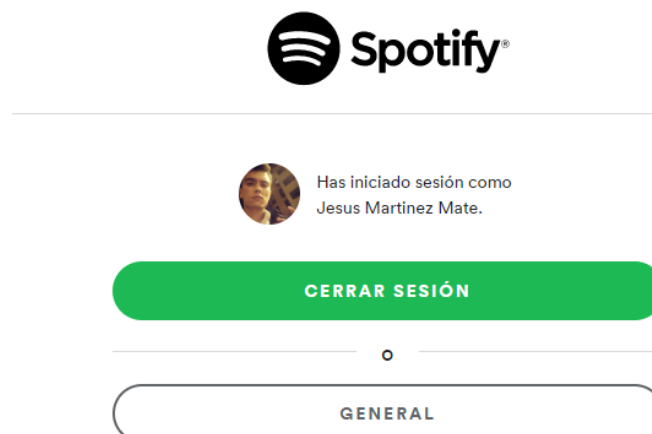 Spotify®
Has iniciado sesión como
Jesus Martinez Mate.
CERRAR SESIÓN
O
GENERAL